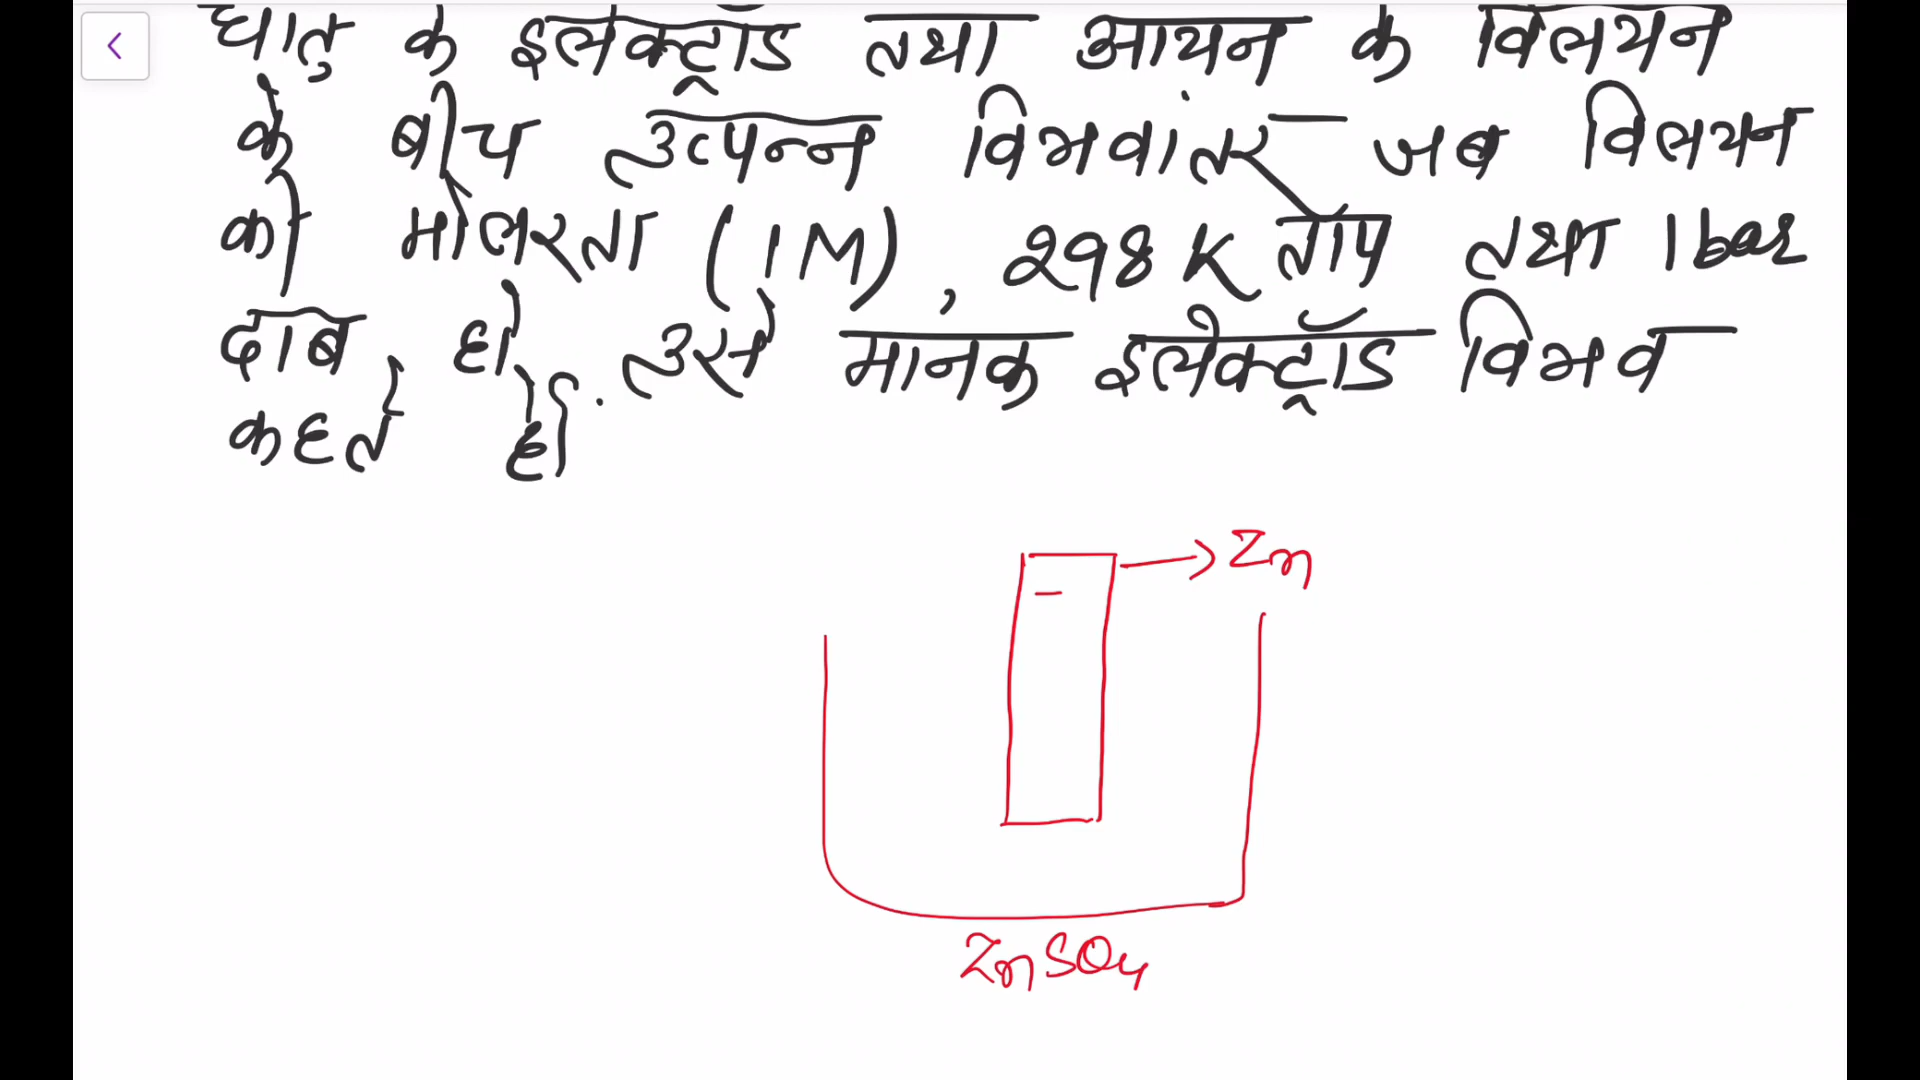 धातु के इलेक्ट्रॉड तथा आयन के विलयन
के बीच उत्पन्न विभवांतर जब विलयन
की मोलरता (1M), 298 K ताप तथा 1 bar
दाब हो, उसे मानक इलेक्ट्रॉड विभव
कहते हैं.
Zn
ZnSO4